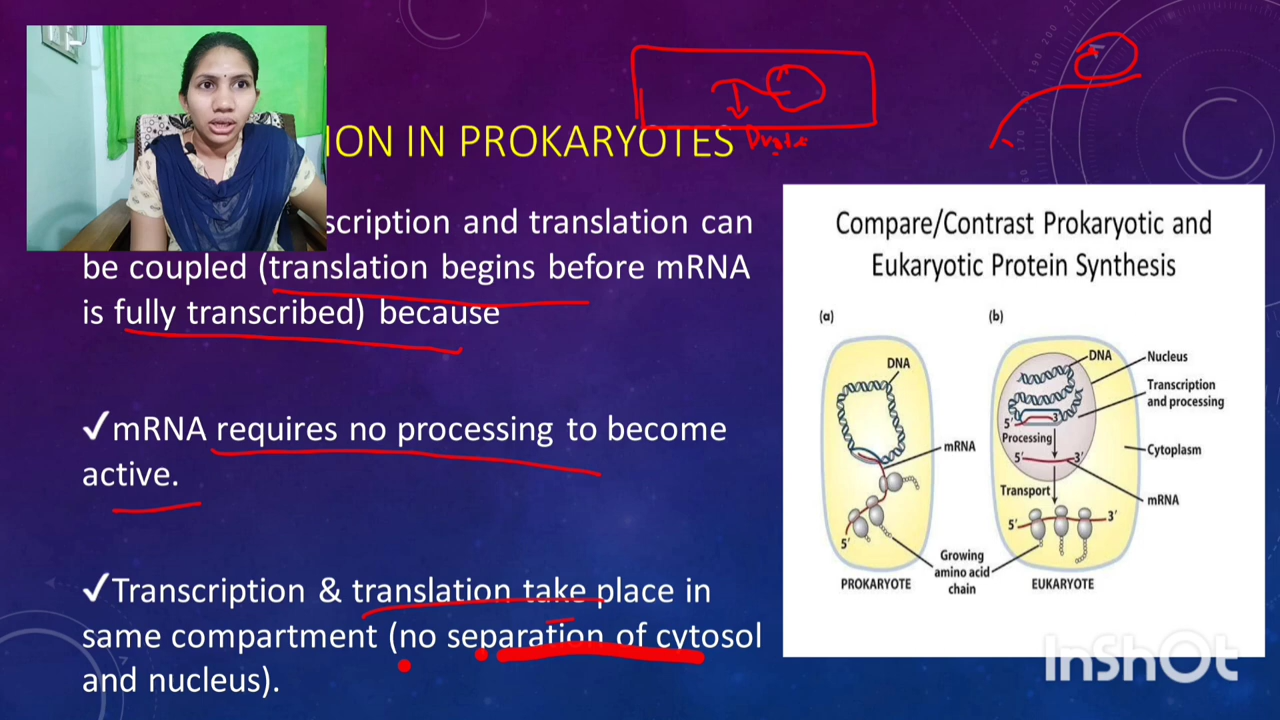 ION IN PROKARYOTES
scription and translation can
be coupled (translation begins before mRNA
is fully transcribed) because
✓mRNA requires no processing to become
active.
✓Transcription & translation take place in
same compartment (no separation of cytosol
and nucleus).
Compare/Contrast Prokaryotic and
Eukaryotic Protein Synthesis
(a)
DNA
mRNA
5′
Growing
amino acid
chain
PROKARYOTE
(b)
DNA
Nucleus
Transcription
and processing
5′ 3′
Processing
Cytoplasm
5′ 3′
Transport
mRNA
5′ 3′
EUKARYOTE
InShOt